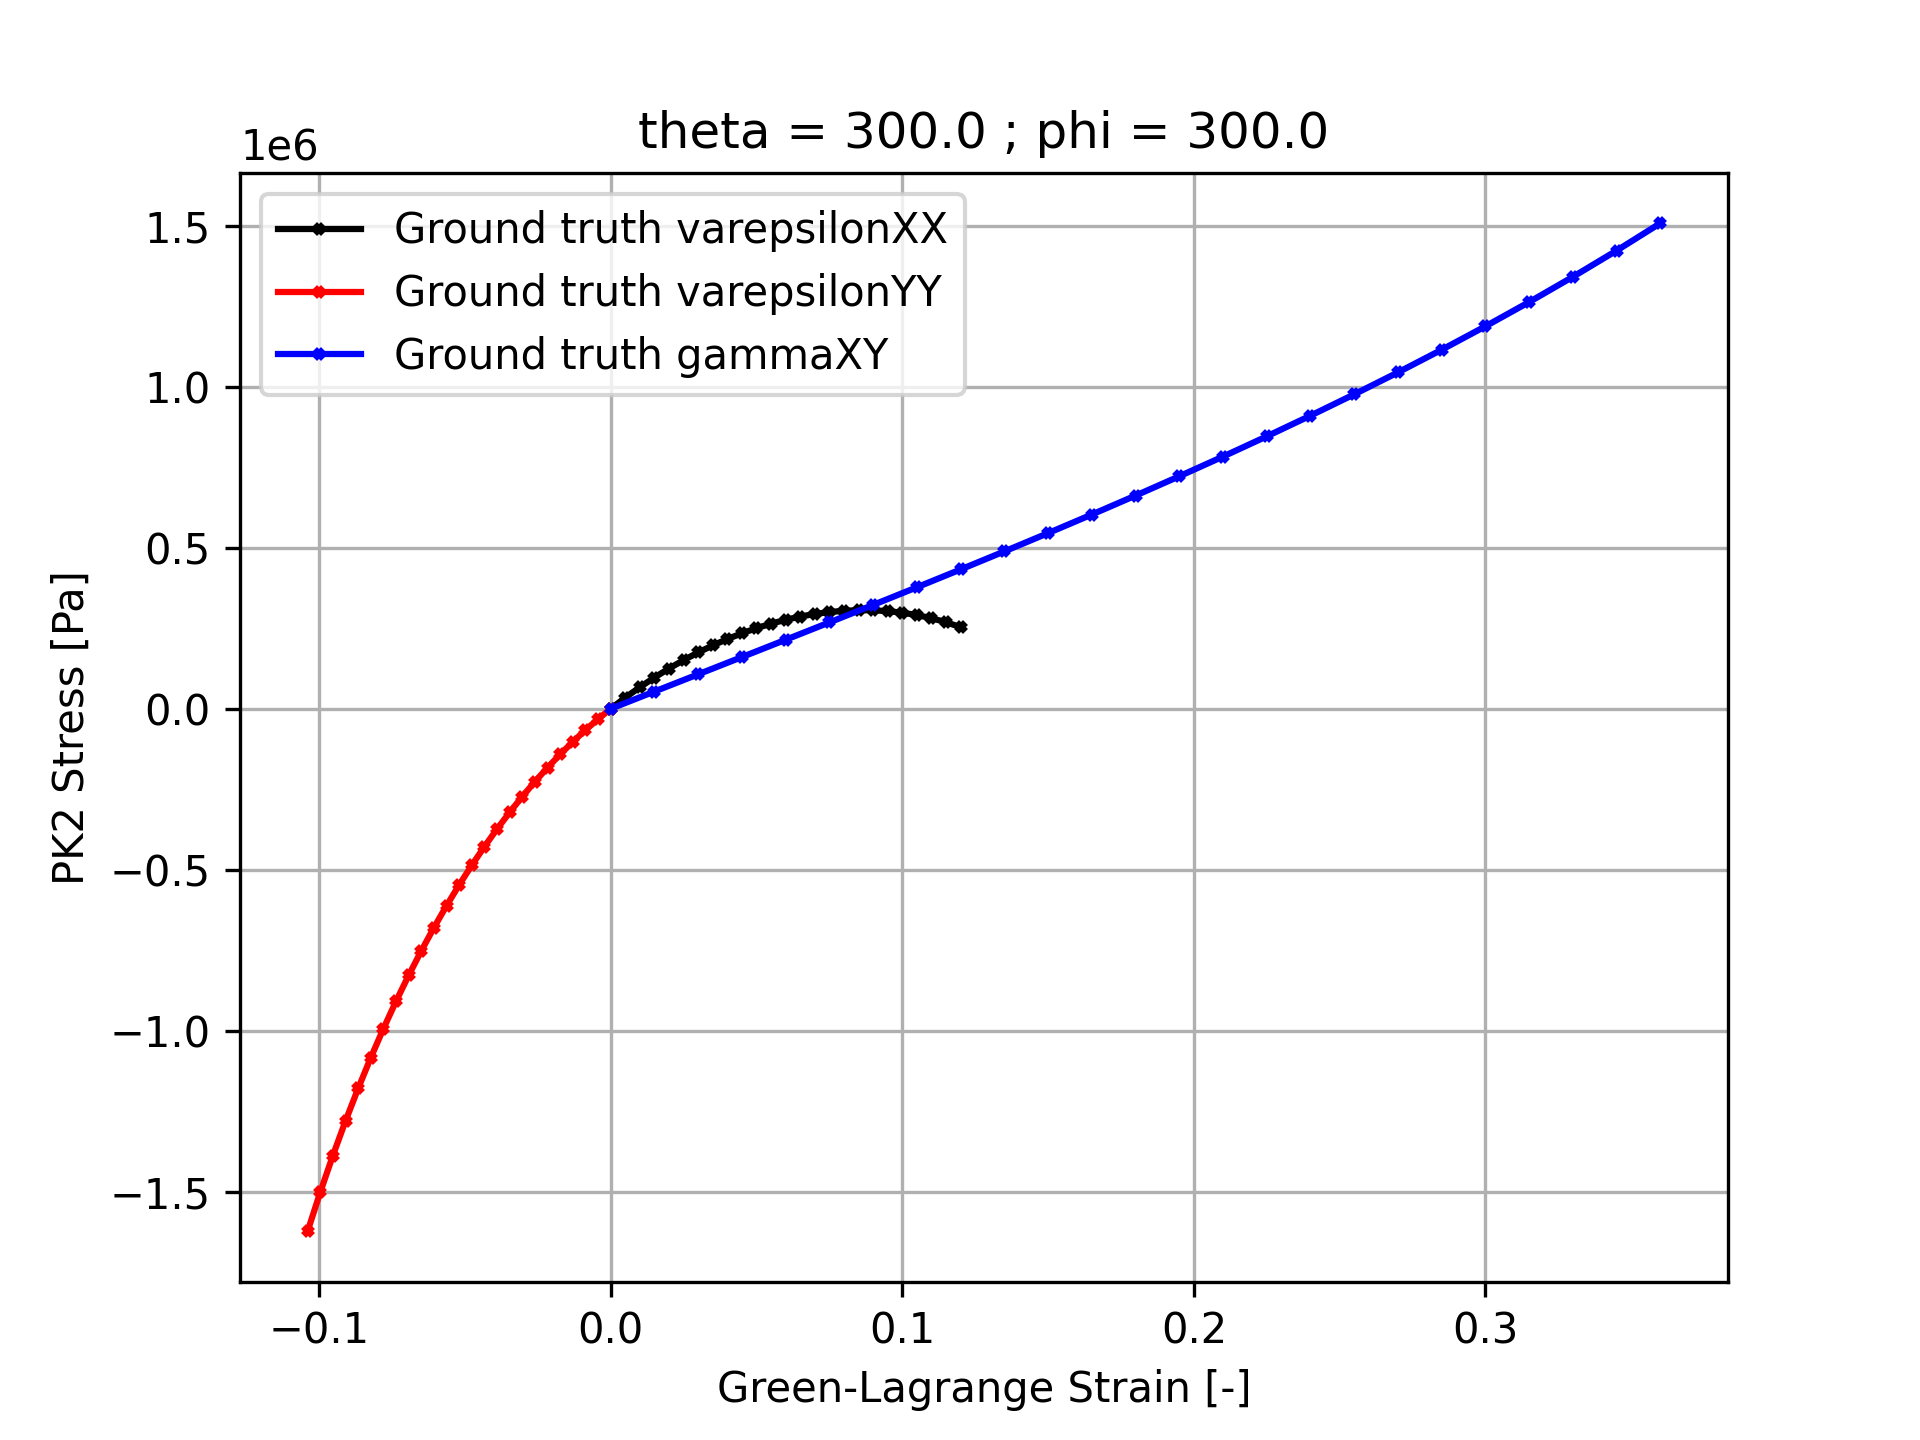 theta = 300.0 ; phi = 300.0
1e6
Ground truth varepsilonXX
Ground truth varepsilonYY
Ground truth gammaXY
1.5
1.0
0.5
0.0
−0.5
−1.0
−1.5
PK2 Stress [Pa]
−0.1 0.0 0.1 0.2 0.3
Green-Lagrange Strain [-]